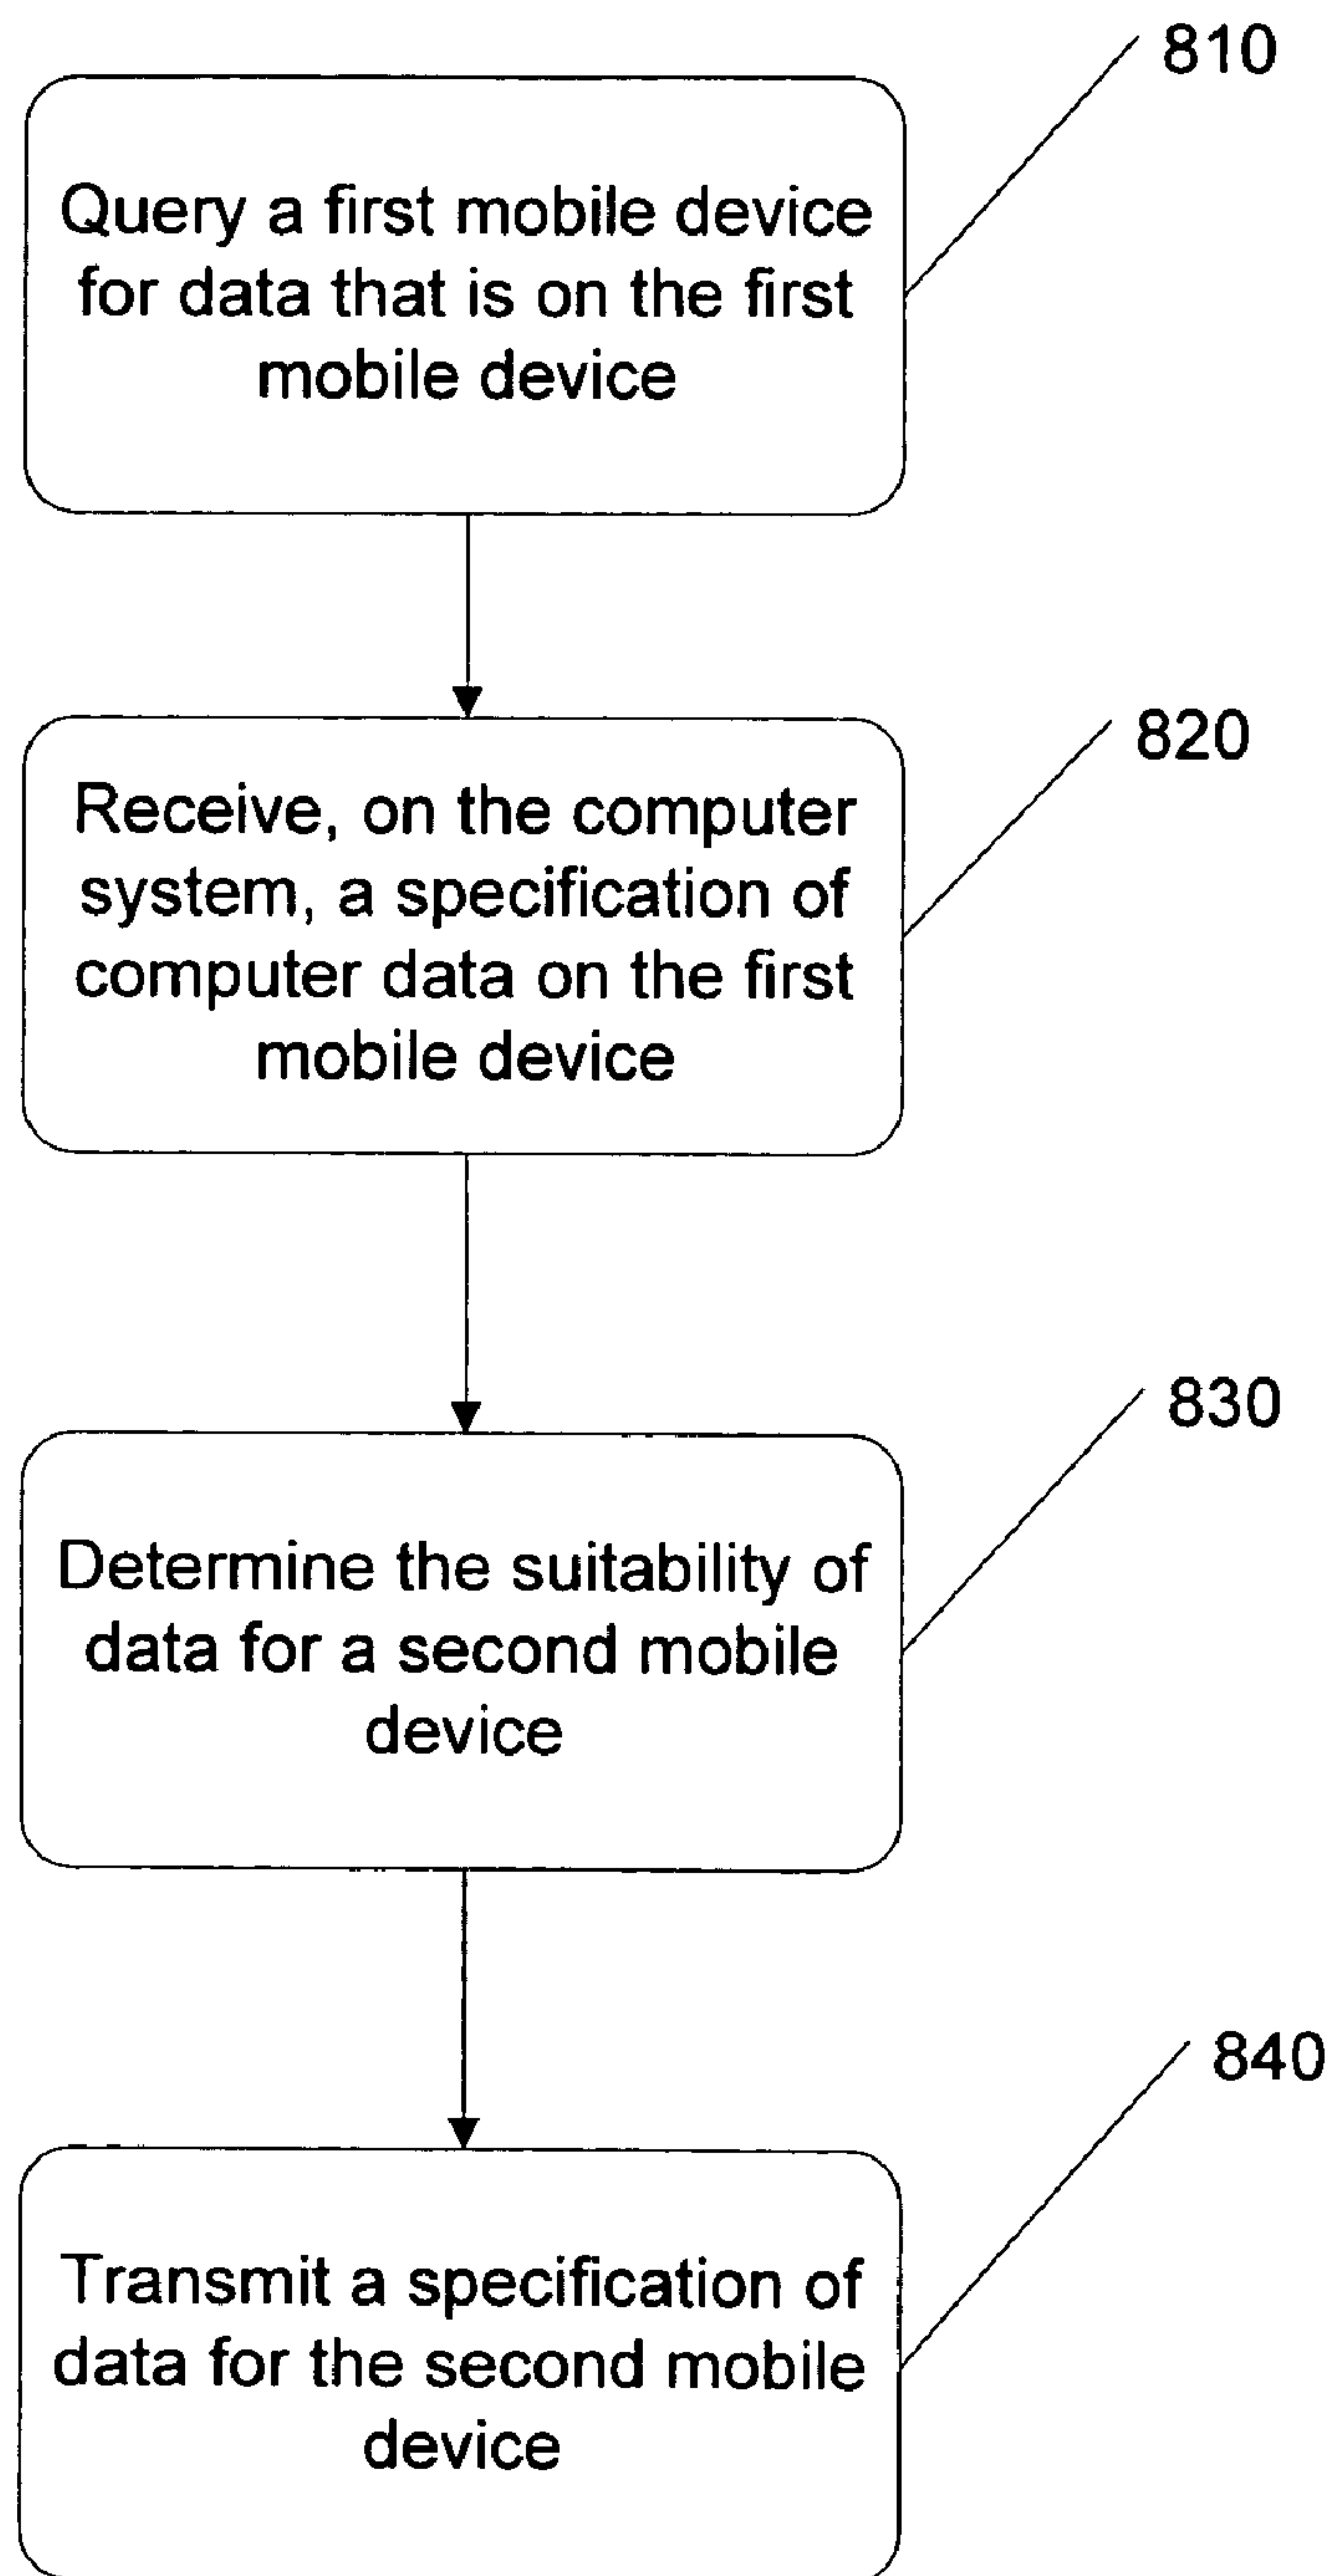 810
Query a first mobile device
for data that is on the first
mobile device
820
Receive, on the computer
system, a specification of
computer data on the first
mobile device
830
Determine the suitability of
data for a second mobile
device
840
Transmit a specification of
data for the second mobile
device